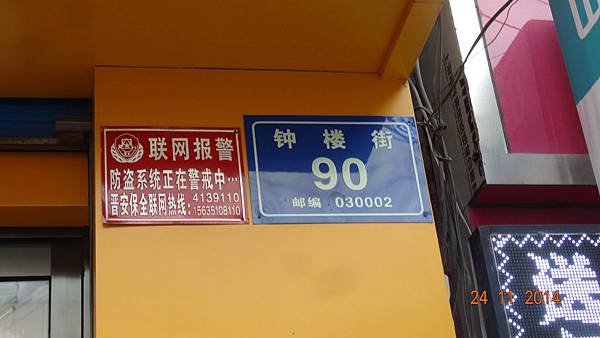 联网报警
防盗系统正在警戒中…
晋安保全联网热线：4139110
15635108110
钟楼街
90
邮编 030002
送
24 11 2014